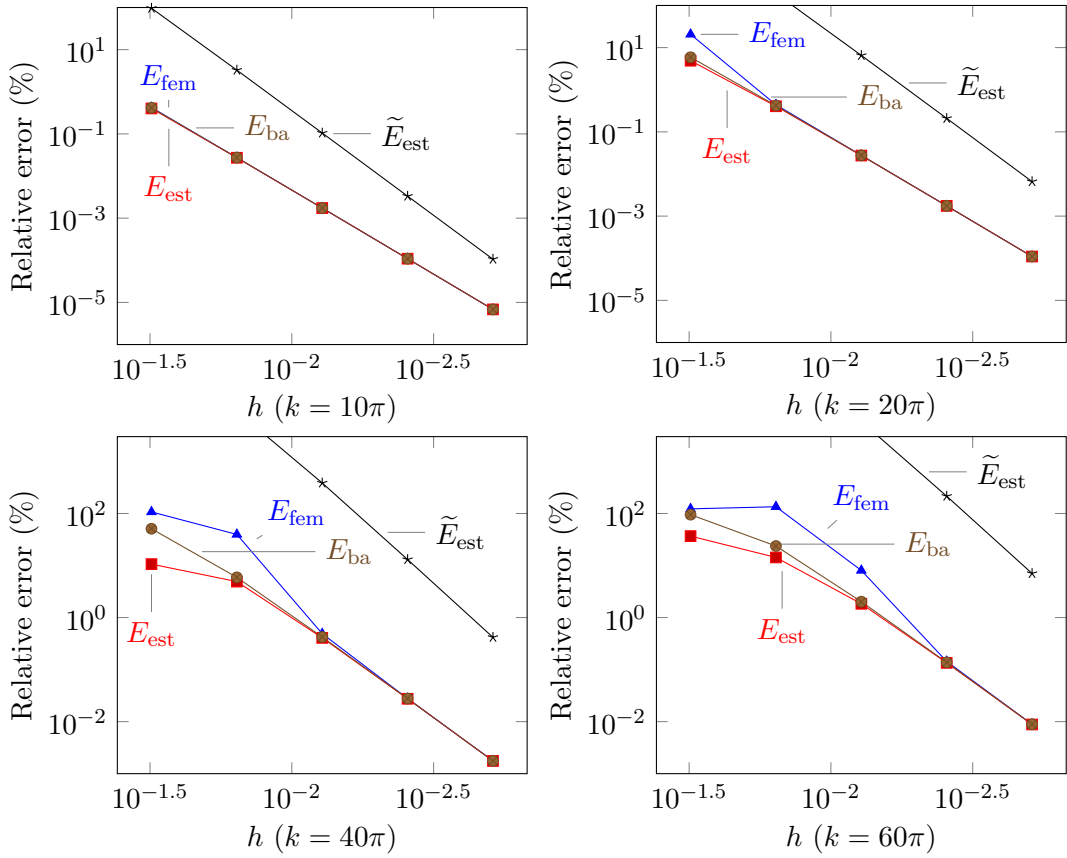 Relative error (%)
10^1
10^{-1}
10^{-3}
10^{-5}
E_fem
E_ba
Ẽ_est
E_est
10^{-1.5} 10^{-2} 10^{-2.5}
h (k = 10π)
Relative error (%)
10^1
10^{-1}
10^{-3}
10^{-5}
E_fem
Ẽ_est
E_ba
E_est
10^{-1.5} 10^{-2} 10^{-2.5}
h (k = 20π)
Relative error (%)
10^2
10^0
10^{-2}
E_fem
Ẽ_est
E_ba
E_est
10^{-1.5} 10^{-2} 10^{-2.5}
h (k = 40π)
Relative error (%)
10^2
10^0
10^{-2}
Ẽ_est
E_fem
E_ba
E_est
10^{-1.5} 10^{-2} 10^{-2.5}
h (k = 60π)